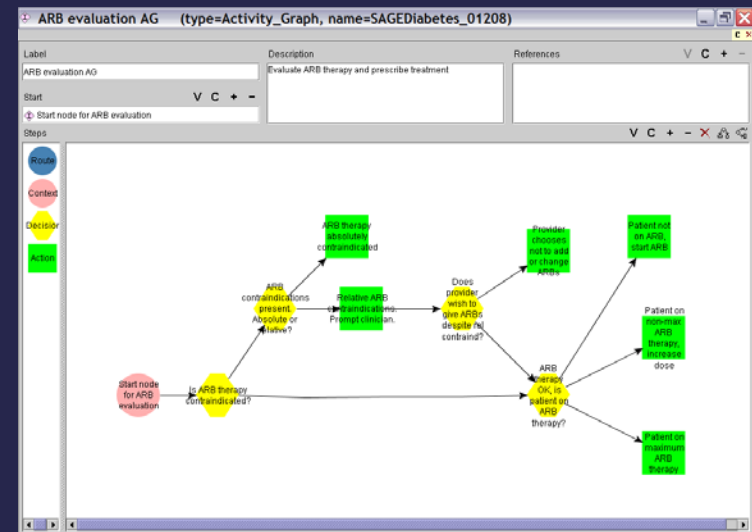 ARB evaluation AG (type=Activity_Graph, name=SAGEDiabetes_01208)
C
Label
Description
References
V C + -
ARB evaluation AG
Evaluate ARB therapy and prescribe treatment
Start
V C + -
Start node for ARB evaluation
Steps
V C + -
Route
Context
Decision
Action
ARB therapy
absolutely
contraindicated
Provider
chooses
not to add
or change
ARBs
Patient not
on ARB,
start ARB
ARB
contraindications
present.
Absolute or
relative?
Relative ARB
contraindications.
Prompt clinician.
Does
provider
wish to
give ARBs
despite rel
contraind?
Patient on
non-max
ARB
therapy,
increase
dose
Start node
for ARB
evaluation
Is ARB therapy
contraindicated?
ARB
therapy
OK, is
patient on
ARB
therapy?
Patient on
maximum
ARB
therapy